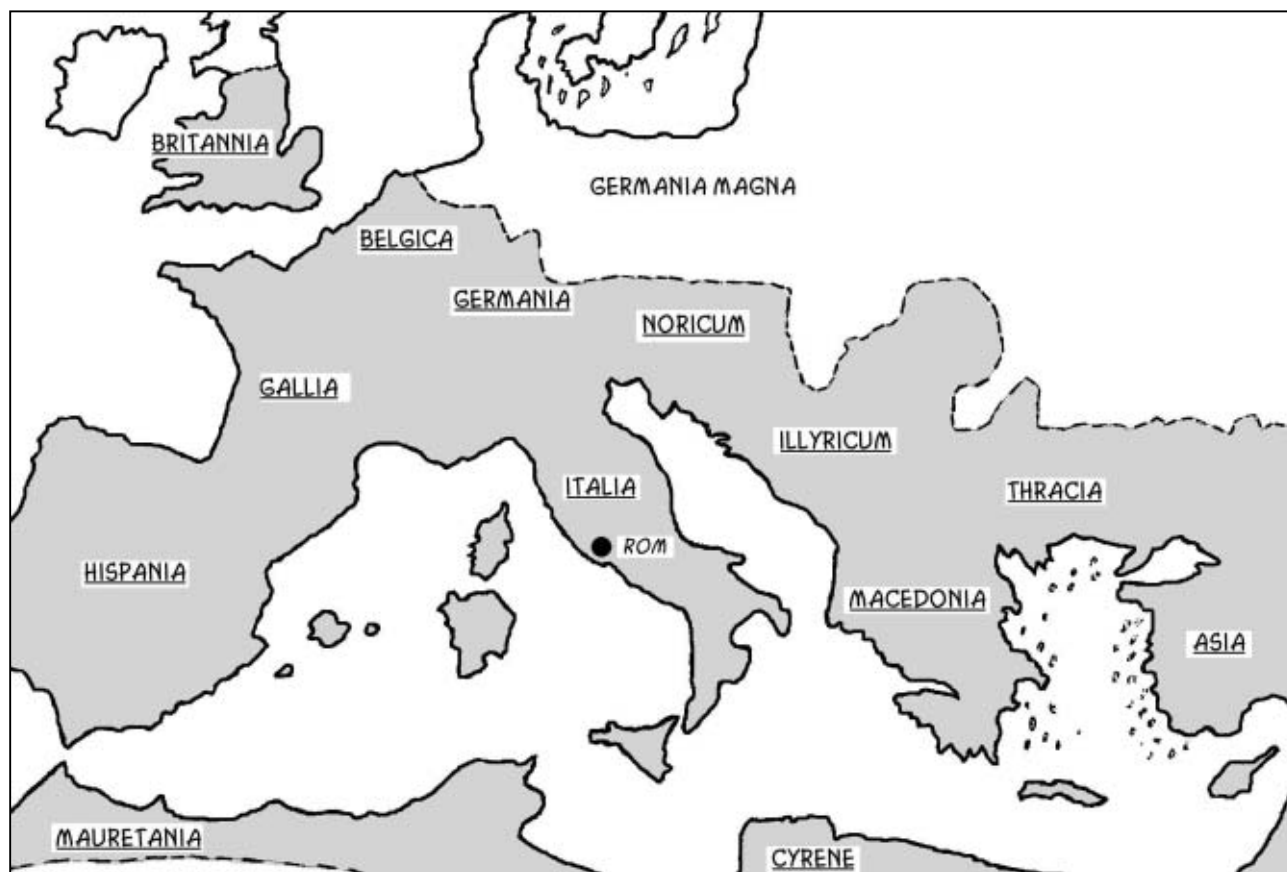 BRITANNIA
GERMANIA MAGNA
BELGICA
GERMANIA
NORICUM
GALLIA
ILLYRICUM
ITALIA
THRACIA
ROM
HISPANIA
MACEDONIA
ASIA
MAURETANIA
CYRENE